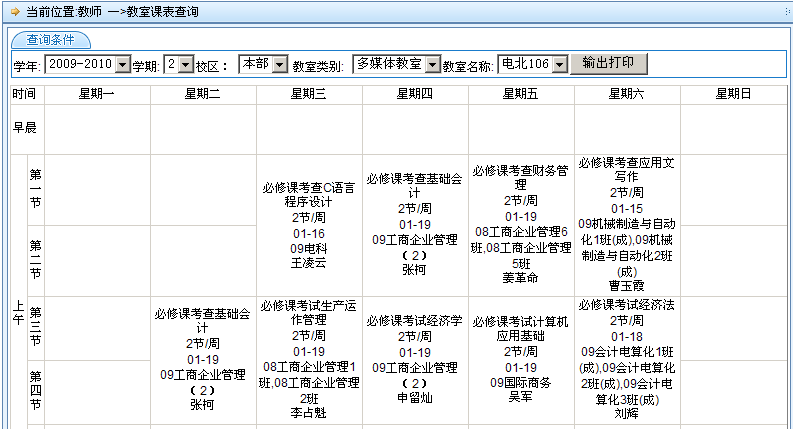 当前位置:教师 —>教室课表查询
查询条件
学年: 2009-2010 学期: 2 校区： 本部 教室类别: 多媒体教室 教室名称: 电北106 输出打印
时间 星期一 星期二 星期三 星期四 星期五 星期六 星期日
早晨
上午
第一节
第二节
必修课考查C语言
程序设计
2节/周
01-16
09电科
王凌云
必修课考查基础会
计
2节/周
01-19
09工商企业管理
（2）
张柯
必修课考查财务管
理
2节/周
01-19
08工商企业管理6
班,08工商企业管理
5班
姜革命
必修课考查应用文
写作
2节/周
01-15
09机械制造与自动
化1班(成),09机械
制造与自动化2班
(成)
曹玉霞
第三节
第四节
必修课考查基础会
计
2节/周
01-19
09工商企业管理
（2）
张柯
必修课考试生产运
作管理
2节/周
01-19
08工商企业管理1
班,08工商企业管理
2班
李占魁
必修课考试经济学
2节/周
01-19
09工商企业管理
（2）
申留灿
必修课考试计算机
应用基础
2节/周
01-19
09国际商务
吴军
必修课考试经济法
2节/周
01-18
09会计电算化1班
(成),09会计电算化
2班(成),09会计电
算化3班(成)
刘辉